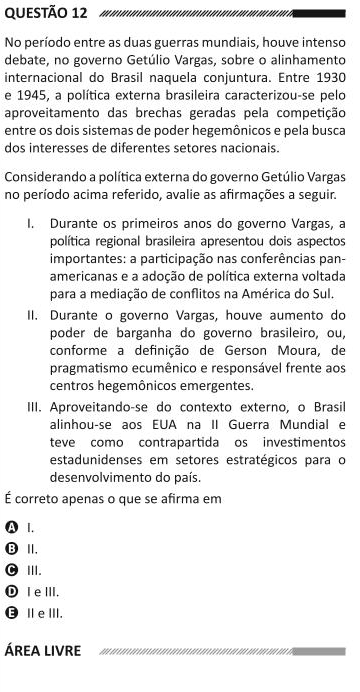 QUESTÃO 12
No período entre as duas guerras mundiais, houve intenso
debate, no governo Getúlio Vargas, sobre o alinhamento
internacional do Brasil naquela conjuntura. Entre 1930
e 1945, a política externa brasileira caracterizou-se pelo
aproveitamento das brechas geradas pela competição
entre os dois sistemas de poder hegemônicos e pela busca
dos interesses de diferentes setores nacionais.
Considerando a política externa do governo Getúlio Vargas
no período acima referido, avalie as afirmações a seguir.
I. Durante os primeiros anos do governo Vargas, a
política regional brasileira apresentou dois aspectos
importantes: a participação nas conferências pan-
americanas e a adoção de política externa voltada
para a mediação de conflitos na América do Sul.
II. Durante o governo Vargas, houve aumento do
poder de barganha do governo brasileiro, ou,
conforme a definição de Gerson Moura, de
pragmatismo ecumênico e responsável frente aos
centros hegemônicos emergentes.
III. Aproveitando-se do contexto externo, o Brasil
alinhou-se aos EUA na II Guerra Mundial e
teve como contrapartida os investimentos
estadunidenses em setores estratégicos para o
desenvolvimento do país.
É correto apenas o que se afirma em
A I.
B II.
C III.
D I e III.
E II e III.
ÁREA LIVRE